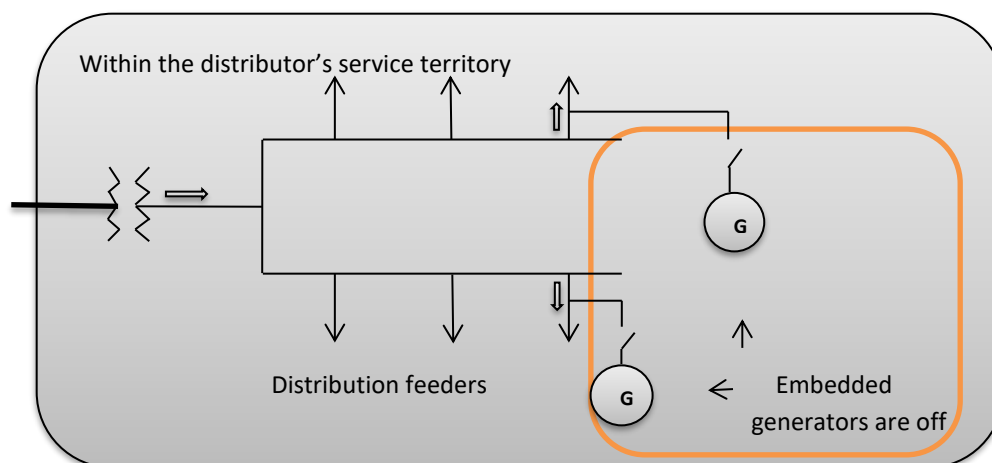 Within the distributor's service territory
G
G
Distribution feeders
Embedded
generators are off